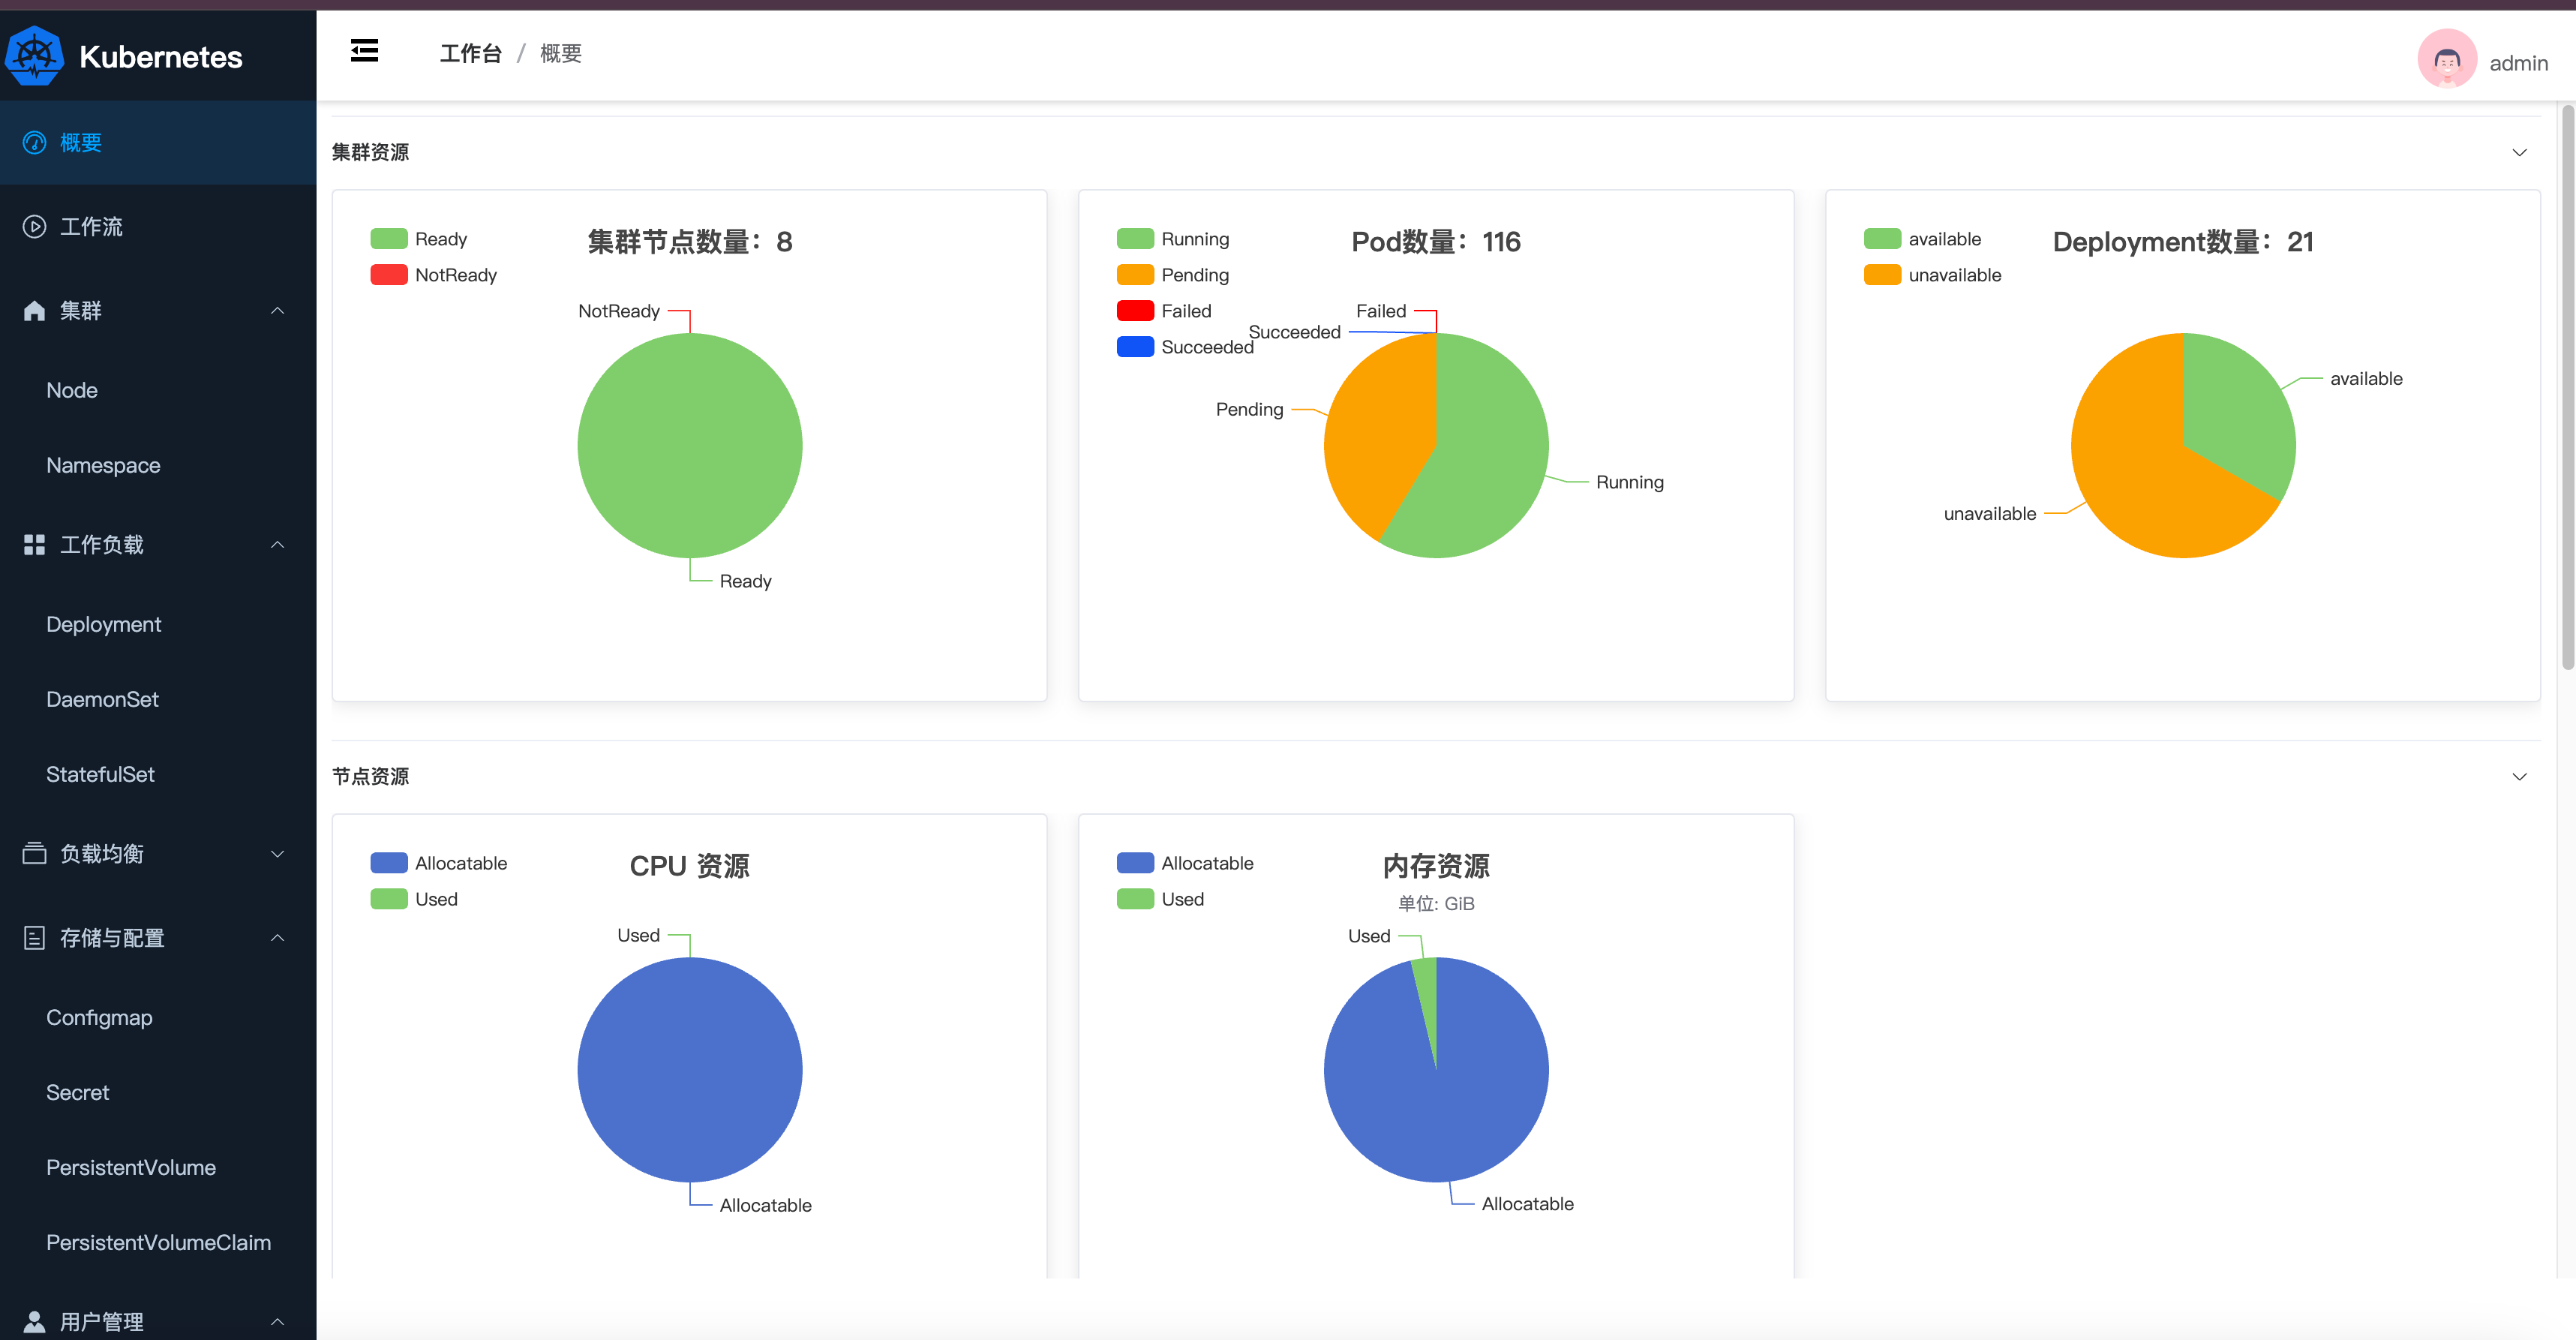 Kubernetes
概要
工作流
集群
Node
Namespace
工作负载
Deployment
DaemonSet
StatefulSet
负载均衡
存储与配置
Configmap
Secret
PersistentVolume
PersistentVolumeClaim
用户管理
工作台 / 概要
admin
集群资源
集群节点数量：8
Ready
NotReady
NotReady
Ready
Pod数量：116
Running
Pending
Failed
Succeeded
Failed
Succeeded
Pending
Running
Deployment数量：21
available
unavailable
available
unavailable
节点资源
CPU 资源
Allocatable
Used
Used
Allocatable
内存资源
单位: GiB
Allocatable
Used
Used
Allocatable